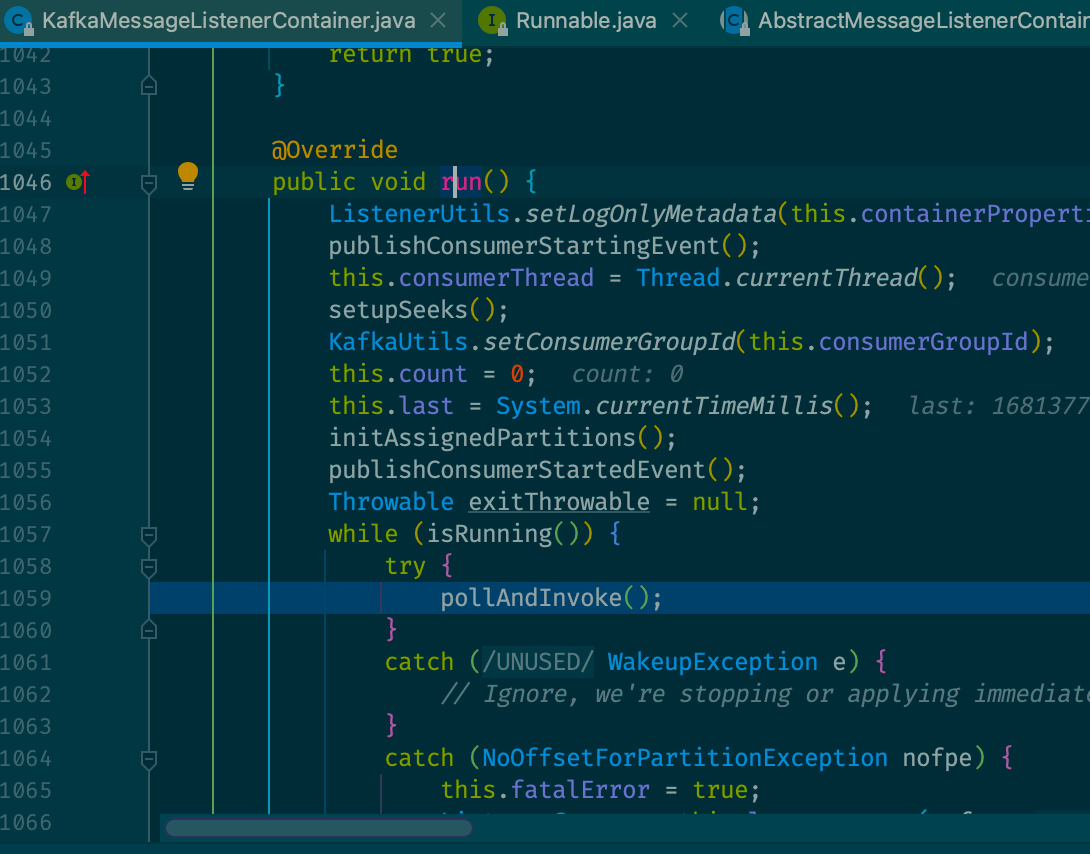 KafkaMessageListenerContainer.java
Runnable.java
AbstractMessageListenerContain
1042 return true;
1043 }
1044
1045 @Override
1046 public void run() {
1047 ListenerUtils.setLogOnlyMetadata(this.containerProperti
1048 publishConsumerStartingEvent();
1049 this.consumerThread = Thread.currentThread(); consume
1050 setupSeeks();
1051 KafkaUtils.setConsumerGroupId(this.consumerGroupId);
1052 this.count = 0; count: 0
1053 this.last = System.currentTimeMillis(); last: 1681377
1054 initAssignedPartitions();
1055 publishConsumerStartedEvent();
1056 Throwable exitThrowable = null;
1057 while (isRunning()) {
1058 try {
1059 pollAndInvoke();
1060 }
1061 catch (/UNUSED/ WakeupException e) {
1062 // Ignore, we're stopping or applying immediate
1063 }
1064 catch (NoOffsetForPartitionException nofpe) {
1065 this.fatalError = true;
1066